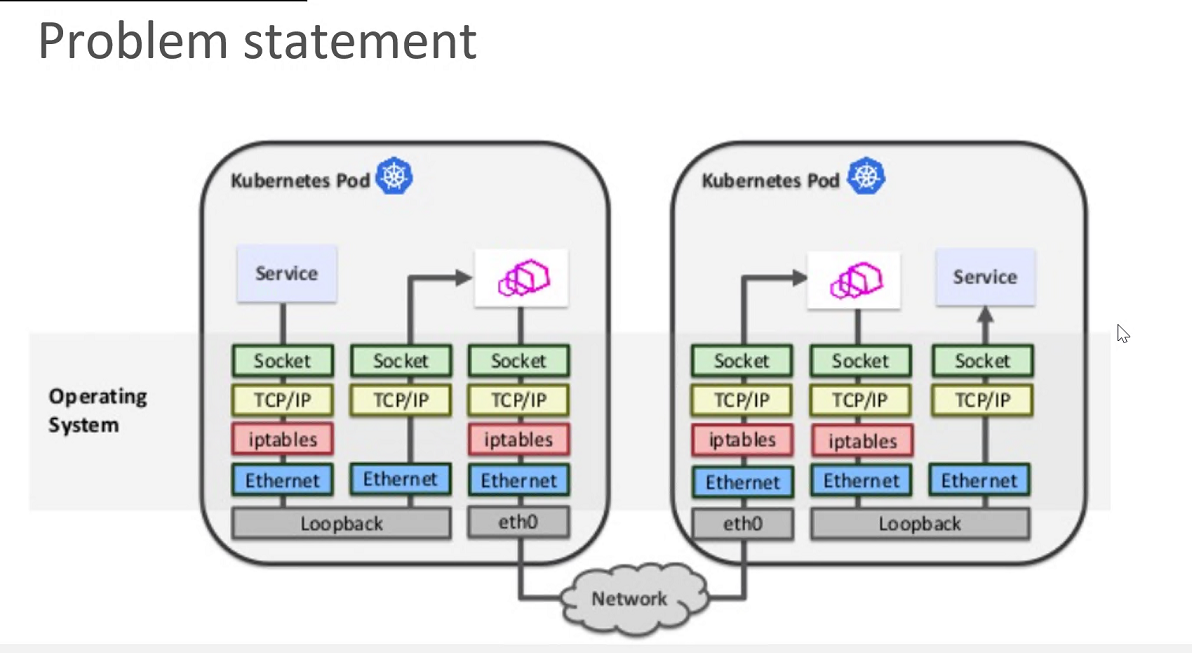 Problem statement
Kubernetes Pod
Kubernetes Pod
Service
Service
Operating
System
Socket
Socket
Socket
Socket
Socket
Socket
TCP/IP
TCP/IP
TCP/IP
TCP/IP
TCP/IP
TCP/IP
iptables
iptables
iptables
iptables
Ethernet
Ethernet
Ethernet
Ethernet
Ethernet
Ethernet
Loopback
eth0
eth0
Loopback
Network